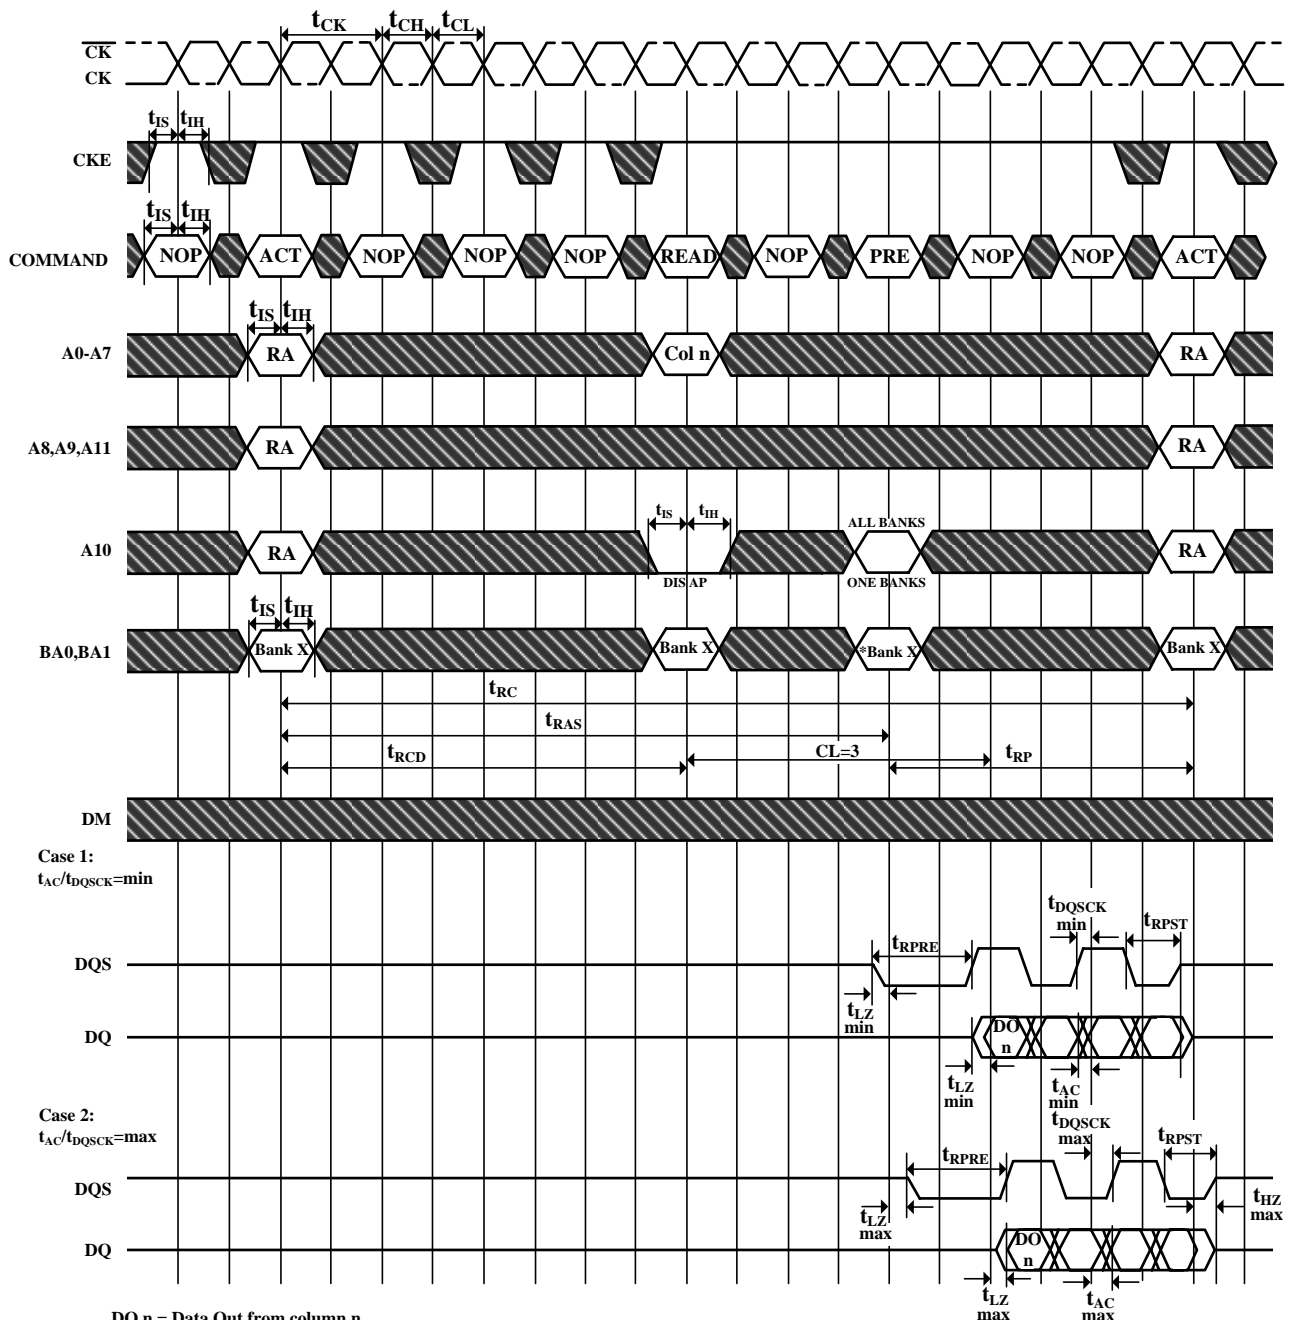 tCK tCH tCL
CK
CK
tIS tIH
CKE
tIS tIH
COMMAND NOP ACT NOP NOP NOP READ NOP PRE NOP NOP ACT
tIS tIH
A0-A7 RA Col n RA
A8,A9,A11 RA RA
tIS tIH ALL BANKS
A10 RA RA
DIS AP ONE BANKS
tIS tIH
BA0,BA1 Bank X Bank X *Bank X Bank X
tRC
tRAS
tRCD CL=3 tRP
DM
Case 1:
tAC/tDQSCK=min
tDQSCK
min
tRPST
tRPRE
DQS
tLZ
min
DQ DO
n
tLZ
min
tAC
min
Case 2:
tAC/tDQSCK=max
tDQSCK
max
tRPST
tRPRE
DQS
tLZ
max
tHZ
max
DQ DO
n
tLZ
max
tAC
max
DO n = Data Out from column n